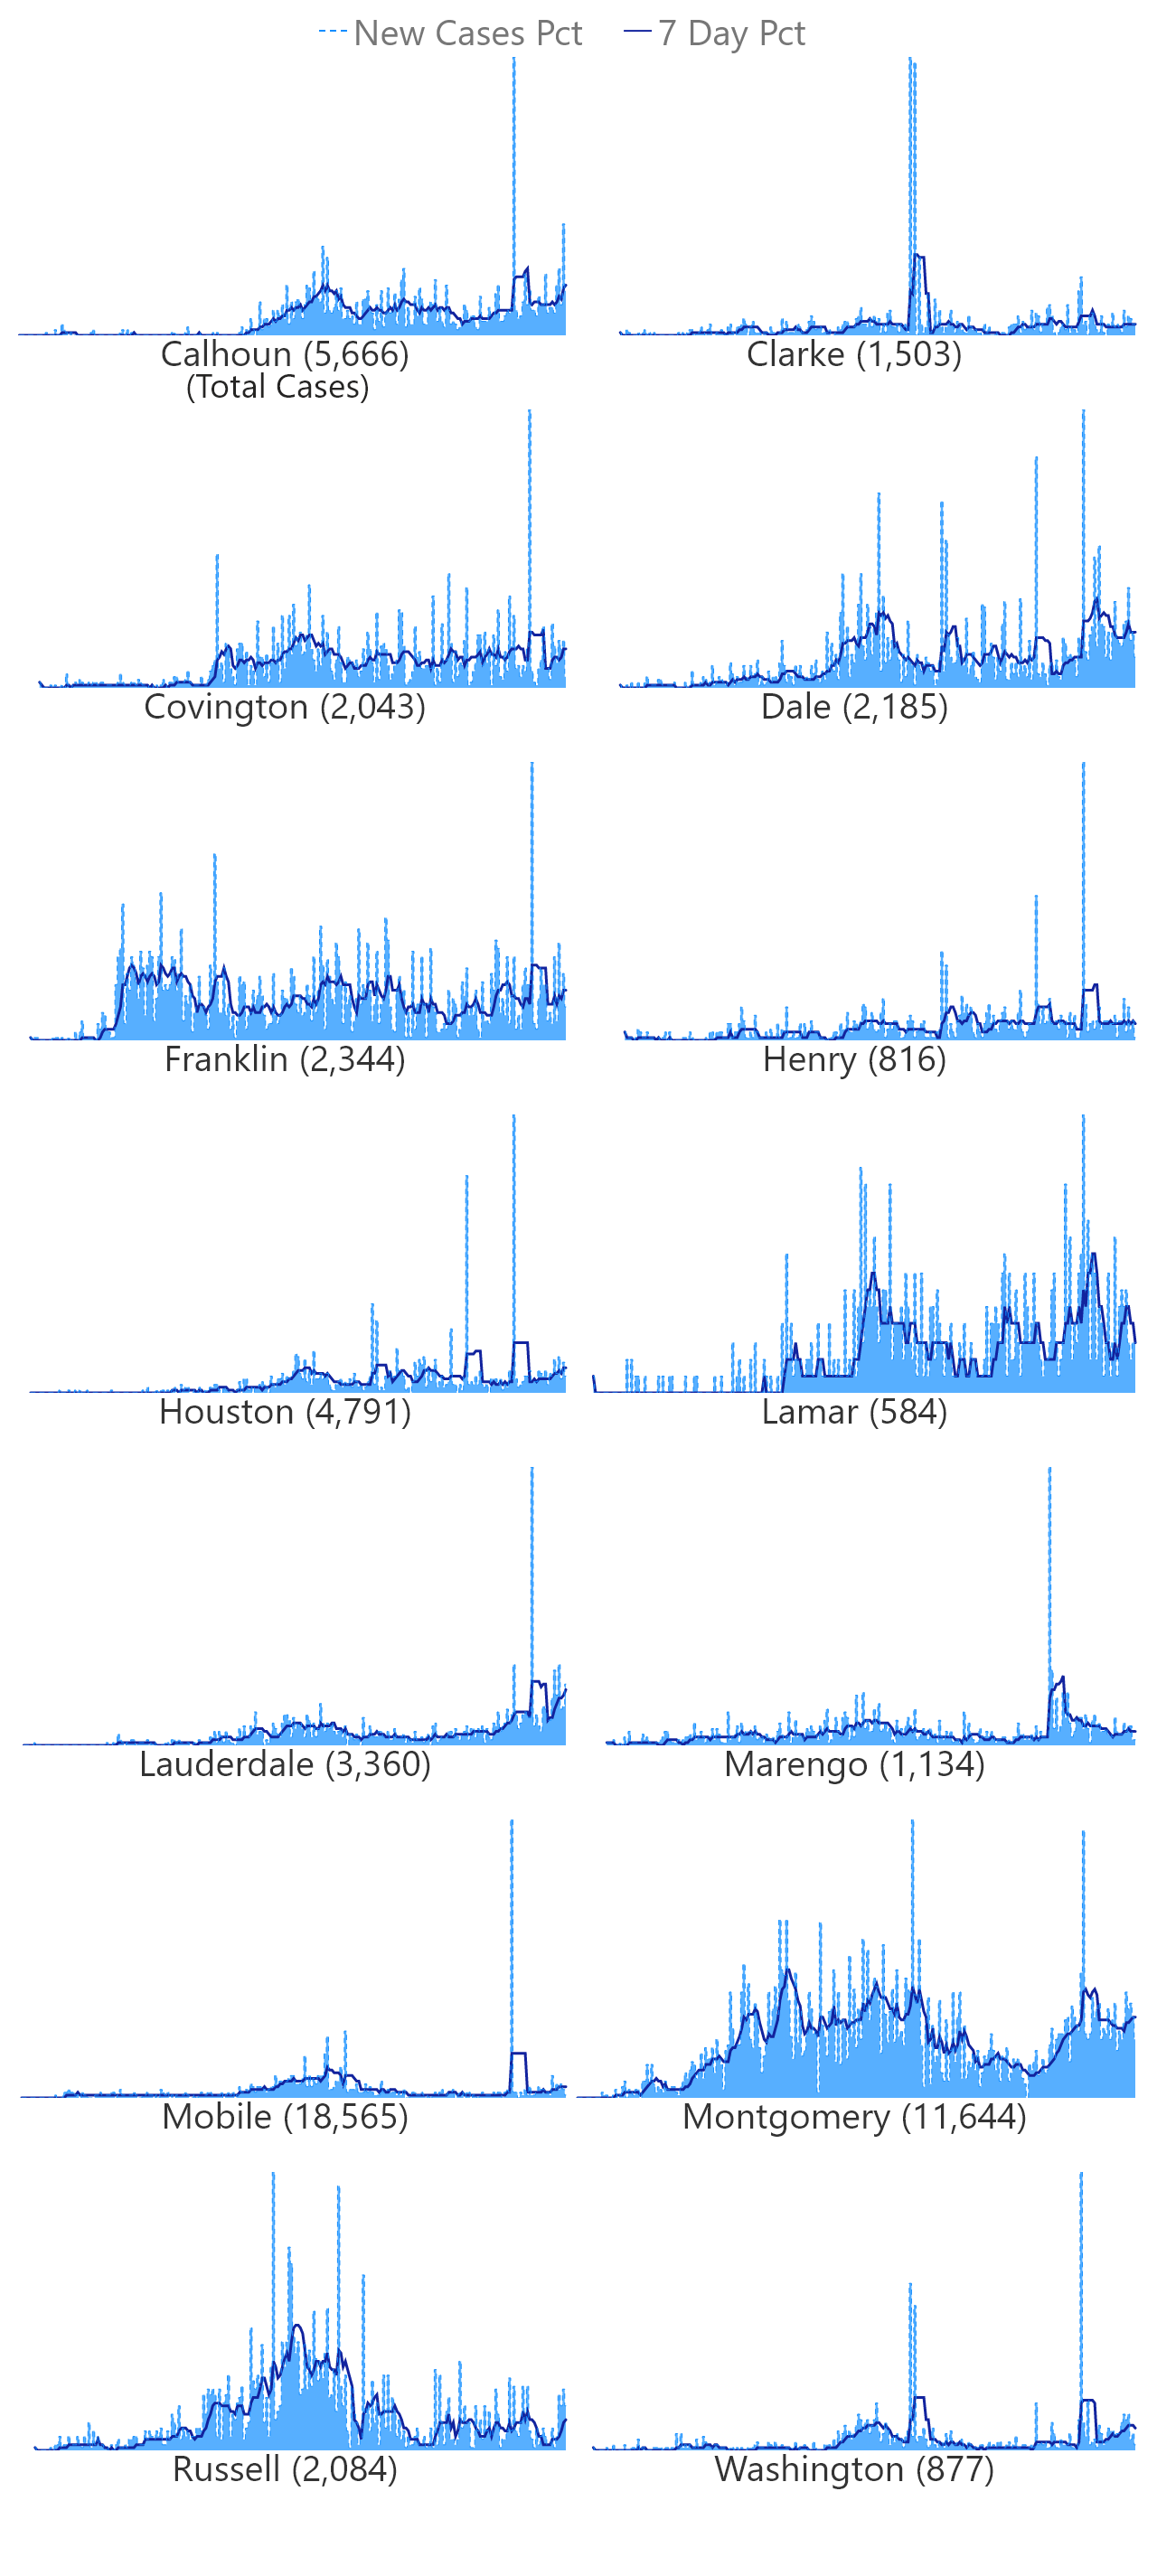 New Cases Pct 7 Day Pct
Calhoun (5,666) Clarke (1,503)
(Total Cases)
Covington (2,043) Dale (2,185)
Franklin (2,344) Henry (816)
Houston (4,791) Lamar (584)
Lauderdale (3,360) Marengo (1,134)
Mobile (18,565) Montgomery (11,644)
Russell (2,084) Washington (877)